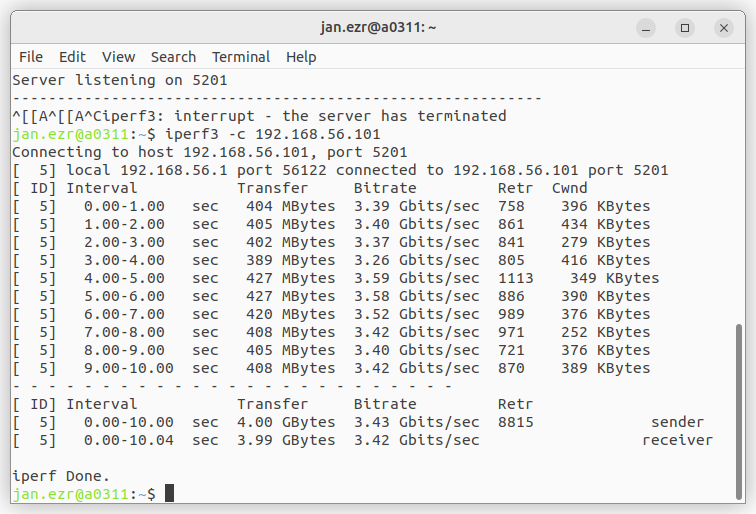 jan.ezr@a0311: ~
File Edit View Search Terminal Help
Server listening on 5201
-----------------------------------------------------------
^[[A^[[A^Ciperf3: interrupt - the server has terminated
jan.ezr@a0311:~$ iperf3 -c 192.168.56.101
Connecting to host 192.168.56.101, port 5201
[  5] local 192.168.56.1 port 56122 connected to 192.168.56.101 port 5201
[ ID] Interval           Transfer     Bitrate         Retr  Cwnd
[  5]   0.00-1.00   sec   404 MBytes  3.39 Gbits/sec  758    396 KBytes
[  5]   1.00-2.00   sec   405 MBytes  3.40 Gbits/sec  861    434 KBytes
[  5]   2.00-3.00   sec   402 MBytes  3.37 Gbits/sec  841    279 KBytes
[  5]   3.00-4.00   sec   389 MBytes  3.26 Gbits/sec  805    416 KBytes
[  5]   4.00-5.00   sec   427 MBytes  3.59 Gbits/sec  1113    349 KBytes
[  5]   5.00-6.00   sec   427 MBytes  3.58 Gbits/sec  886    390 KBytes
[  5]   6.00-7.00   sec   420 MBytes  3.52 Gbits/sec  989    376 KBytes
[  5]   7.00-8.00   sec   408 MBytes  3.42 Gbits/sec  971    252 KBytes
[  5]   8.00-9.00   sec   405 MBytes  3.40 Gbits/sec  721    376 KBytes
[  5]   9.00-10.00  sec   408 MBytes  3.42 Gbits/sec  870    389 KBytes
- - - - - - - - - - - - - - - - - - - - - - - - -
[ ID] Interval           Transfer     Bitrate         Retr
[  5]   0.00-10.00  sec  4.00 GBytes  3.43 Gbits/sec  8815             sender
[  5]   0.00-10.04  sec  3.99 GBytes  3.42 Gbits/sec                  receiver
iperf Done.
jan.ezr@a0311:~$